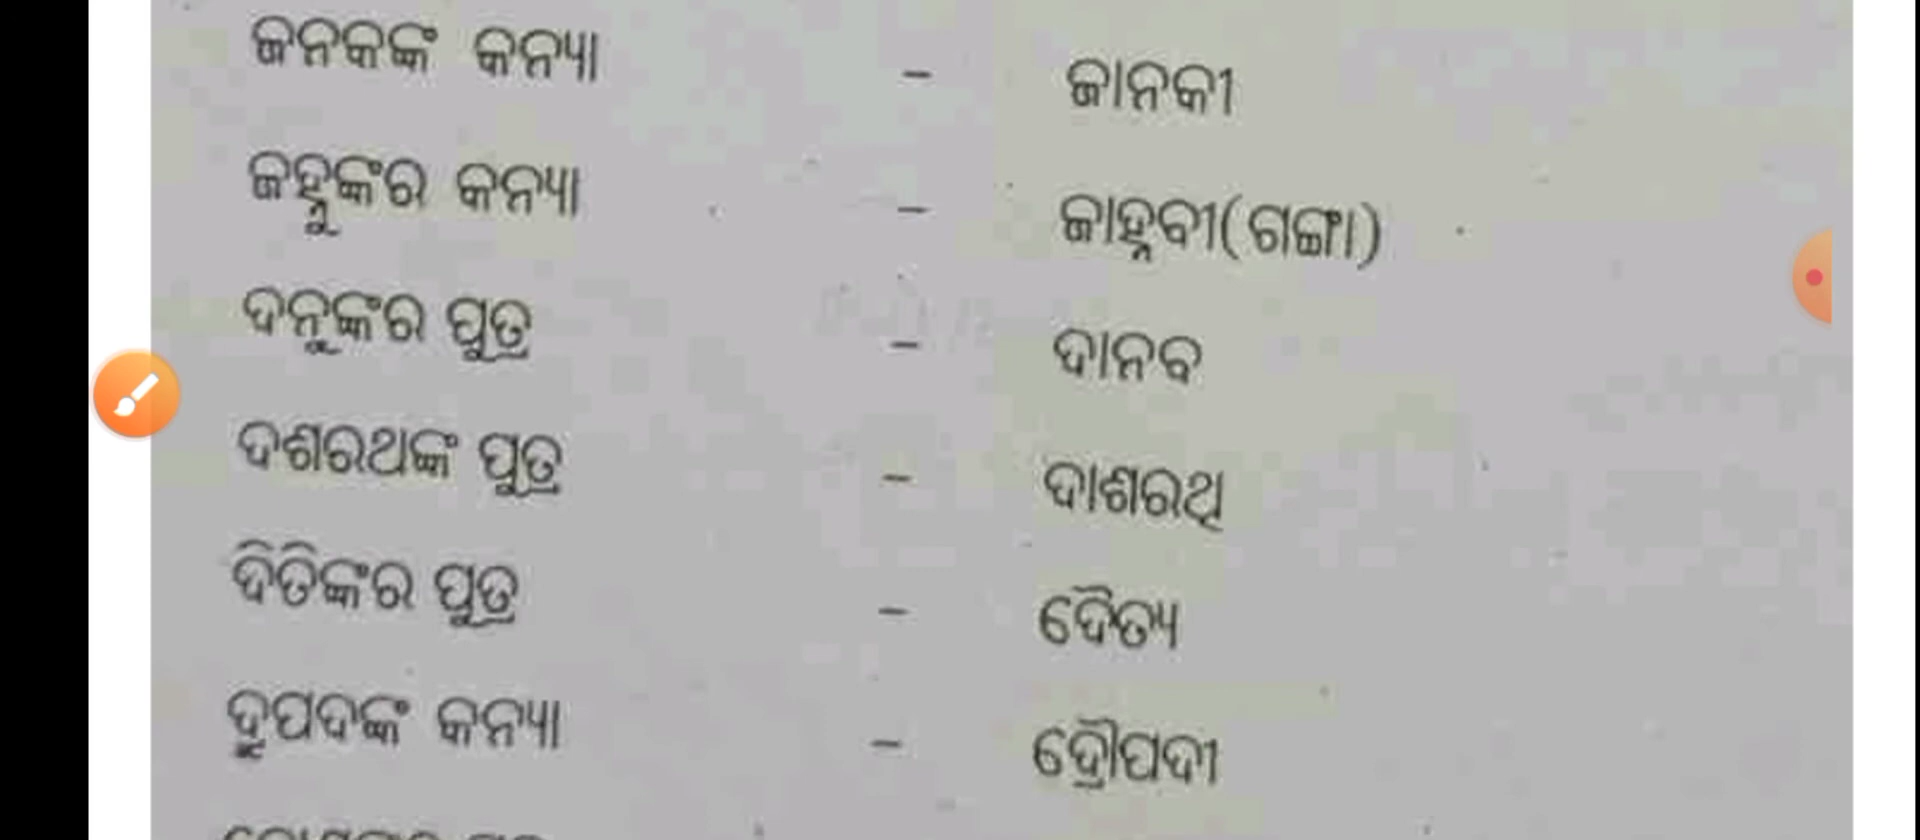 ଜନକଙ୍କ କନ୍ୟା – ଜାନକୀ
ଜହ୍ନୁଙ୍କର କନ୍ୟା – ଜାହ୍ନବୀ(ଗଙ୍ଗା)
ଦନୁଙ୍କର ପୁତ୍ର – ଦାନବ
ଦଶରଥଙ୍କ ପୁତ୍ର – ଦାଶରଥି
ଦିତିଙ୍କର ପୁତ୍ର – ଦୈତ୍ୟ
ଦ୍ରୁପଦଙ୍କ କନ୍ୟା – ଦ୍ରୌପଦୀ